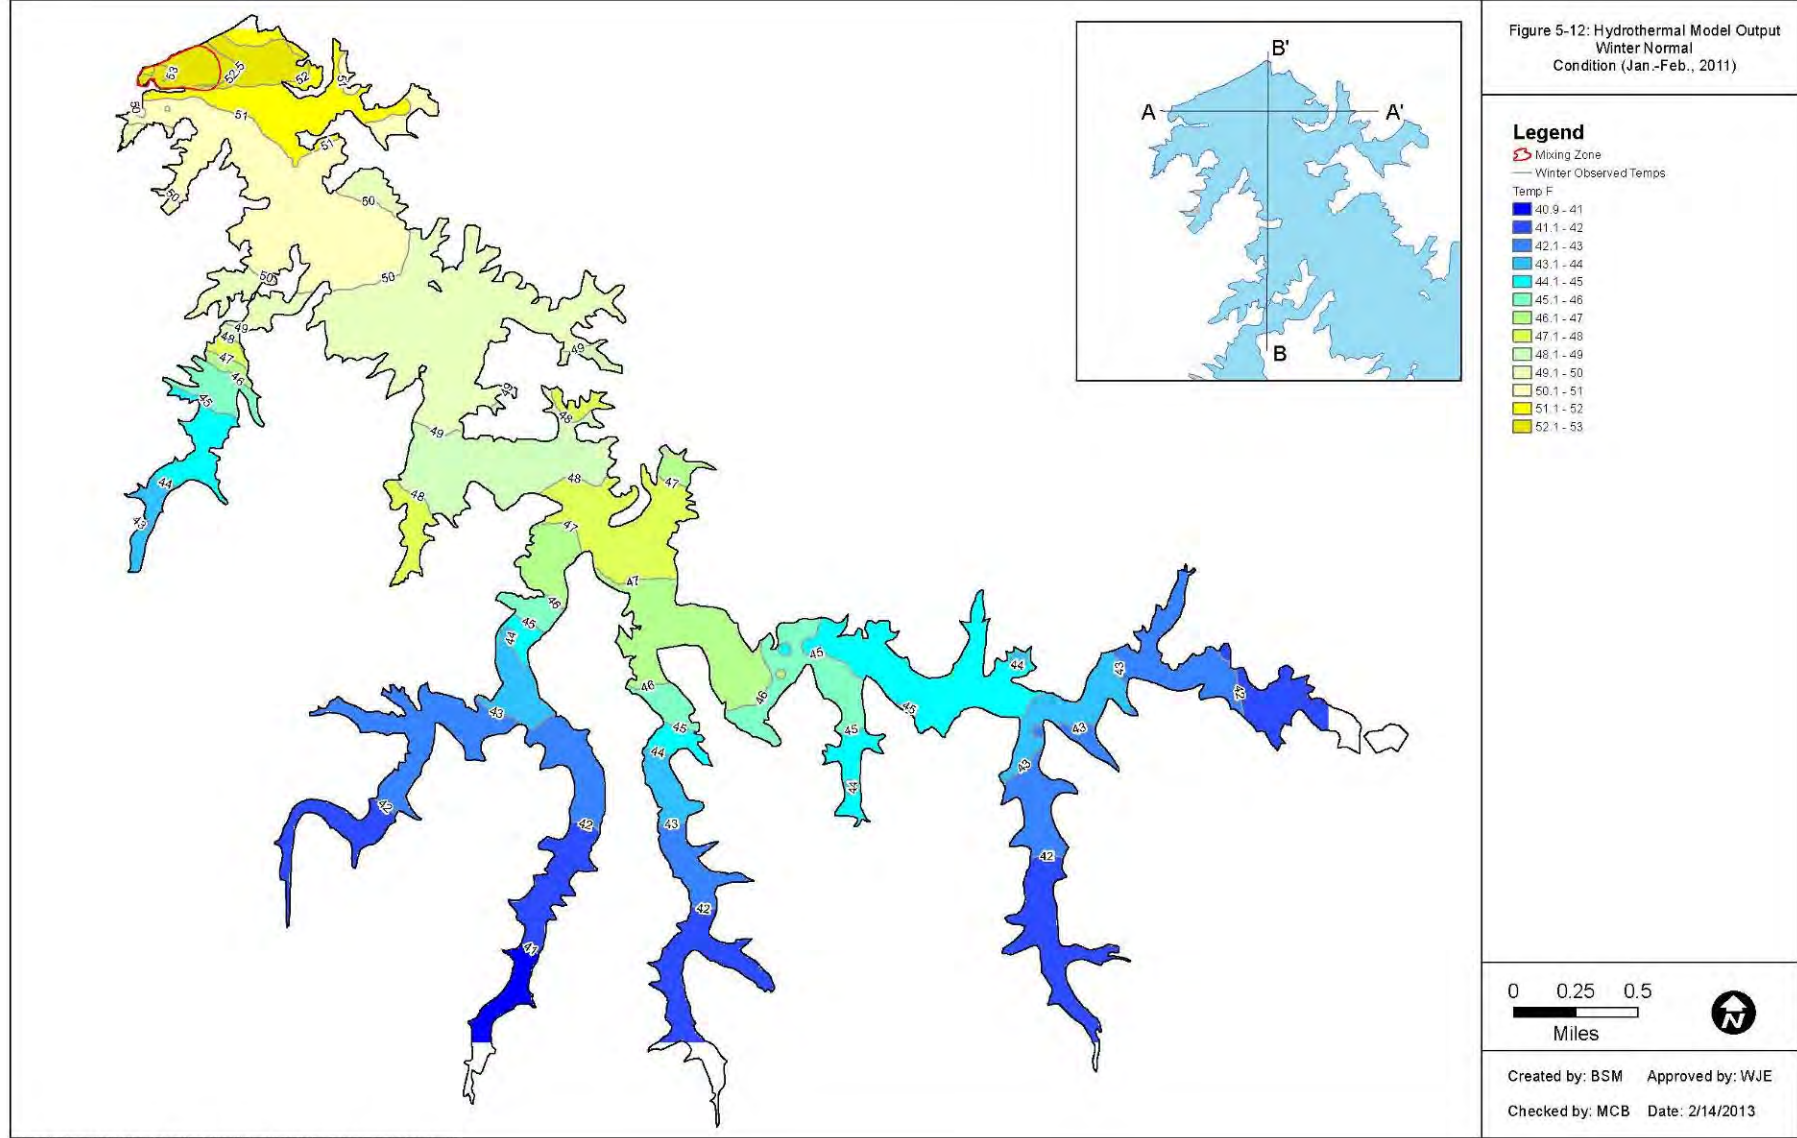 Figure 5-12: Hydrothermal Model Output
Winter Normal
Condition (Jan.-Feb., 2011)
Legend
Mixing Zone
Winter Observed Temps
Temp F
40.9 - 41
41.1 - 42
42.1 - 43
43.1 - 44
44.1 - 45
45.1 - 46
46.1 - 47
47.1 - 48
48.1 - 49
49.1 - 50
50.1 - 51
51.1 - 52
52.1 - 53
0 0.25 0.5
Miles
N
Created by: BSM Approved by: WJE
Checked by: MCB Date: 2/14/2013
B'
A A'
B
53
52.5
52
51
50
51
51
50
50
50
50
49
48
47
46
45
44
43
49
49
49
48
48
48
47
47
47
46
45
44
43
42
42
41
46
45
44
43
42
45
46
45
44
45
44
43
43
43
42
42